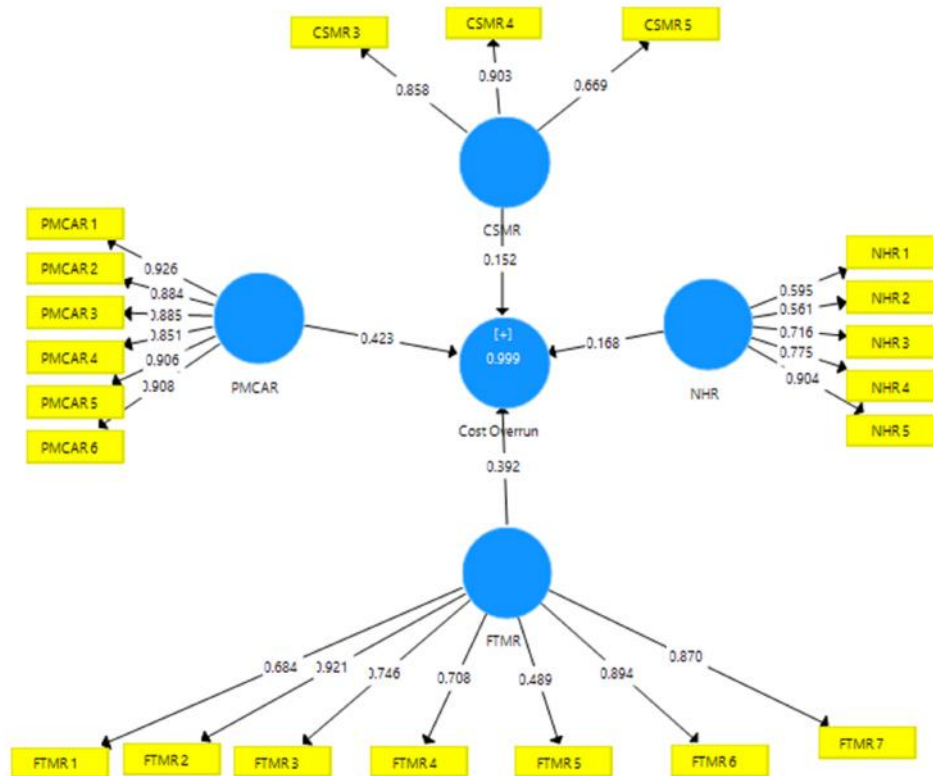 CSMR 3
CSMR 4
CSMR 5
0.858
0.903
0.669
CSMR
0.152
PMCAR 1
PMCAR 2
PMCAR 3
PMCAR 4
PMCAR 5
PMCAR 6
0.926
0.884
0.885
0.851
0.906
0.908
PMCAR
0.423
[+]
0.999
Cost Overrun
0.168
NHR
0.595
0.561
0.716
0.775
0.904
NHR 1
NHR 2
NHR 3
NHR 4
NHR 5
0.392
FTMR
0.684
0.921
0.746
0.708
0.489
0.894
0.870
FTMR 1
FTMR 2
FTMR 3
FTMR 4
FTMR 5
FTMR 6
FTMR 7